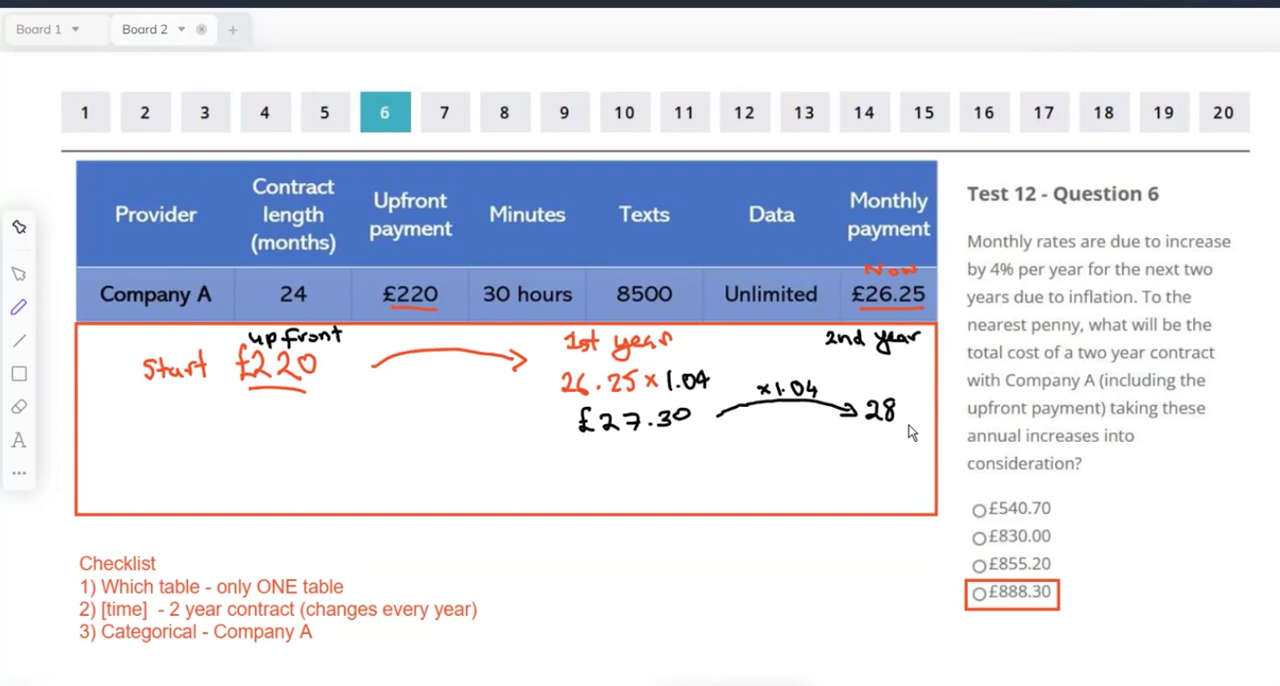 Board 1
Board 2
1 2 3 4 5 6 7 8 9 10 11 12 13 14 15 16 17 18 19 20
Provider Contract length (months) Upfront payment Minutes Texts Data Monthly payment
Now
Company A 24 £220 30 hours 8500 Unlimited £26.25
upfront 1st year 2nd year
Start £220 26.25 x 1.04
£27.30 x1.04 28
Checklist
1) Which table - only ONE table
2) [time] - 2 year contract (changes every year)
3) Categorical - Company A
Test 12 - Question 6
Monthly rates are due to increase
by 4% per year for the next two
years due to inflation. To the
nearest penny, what will be the
total cost of a two year contract
with Company A (including the
upfront payment) taking these
annual increases into
consideration?
£540.70
£830.00
£855.20
£888.30